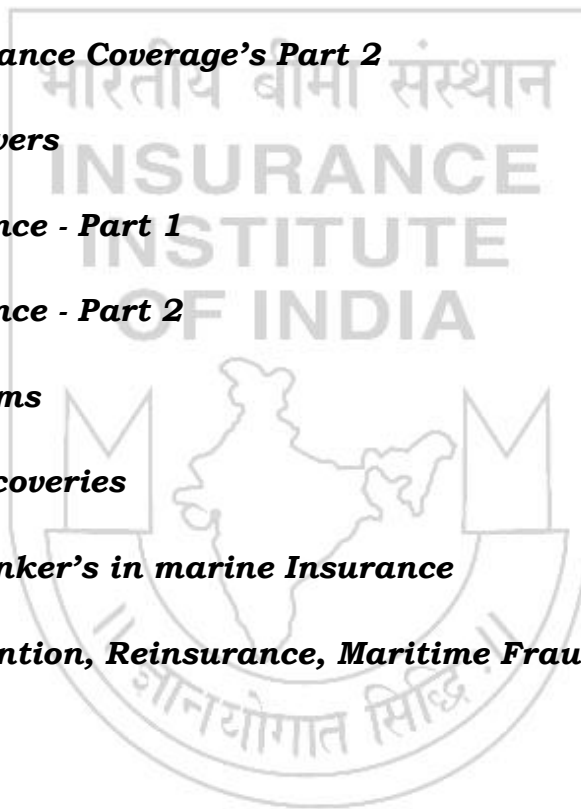 ance Coverage's Part 2
भारतीय बीमा संस्थान
vers
INSURANCE
nce - Part 1
INSTITUTE
nce - Part 2
OF INDIA
ms
coveries
nker's in marine Insurance
ntion, Reinsurance, Maritime Frau
॥ ज्ञानयोगात सिद्धि ॥